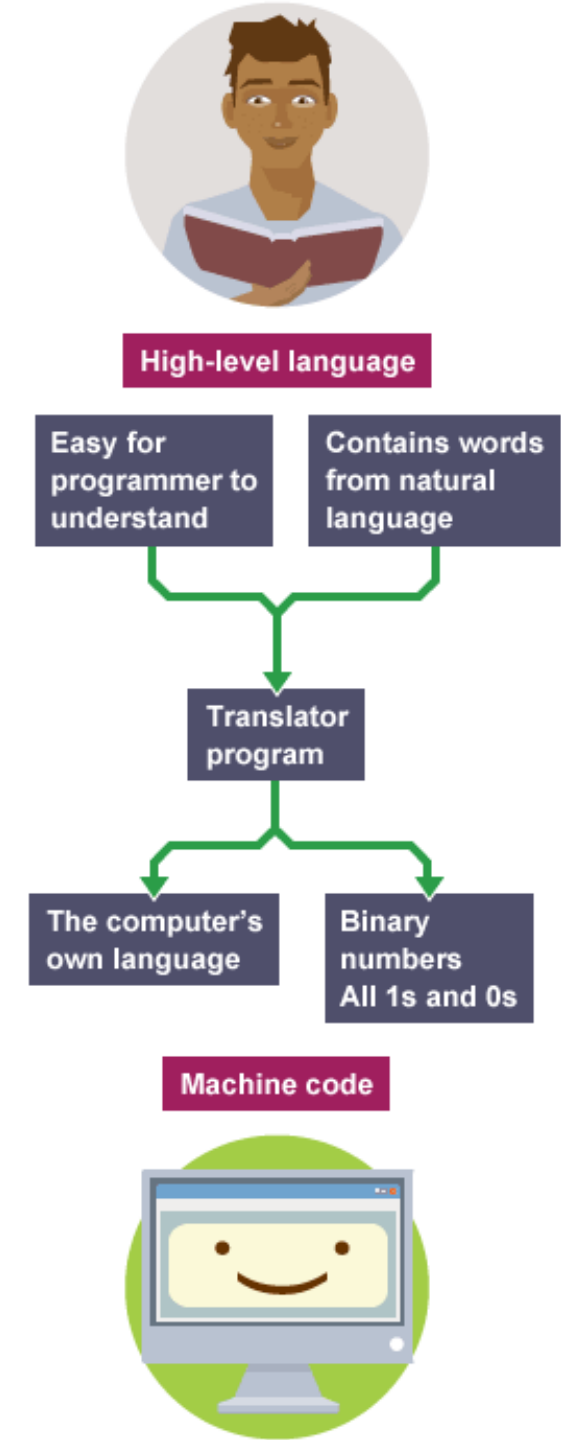 High-level language
Easy for
programmer to
understand
Contains words
from natural
language
Translator
program
The computer’s
own language
Binary
numbers
All 1s and 0s
Machine code